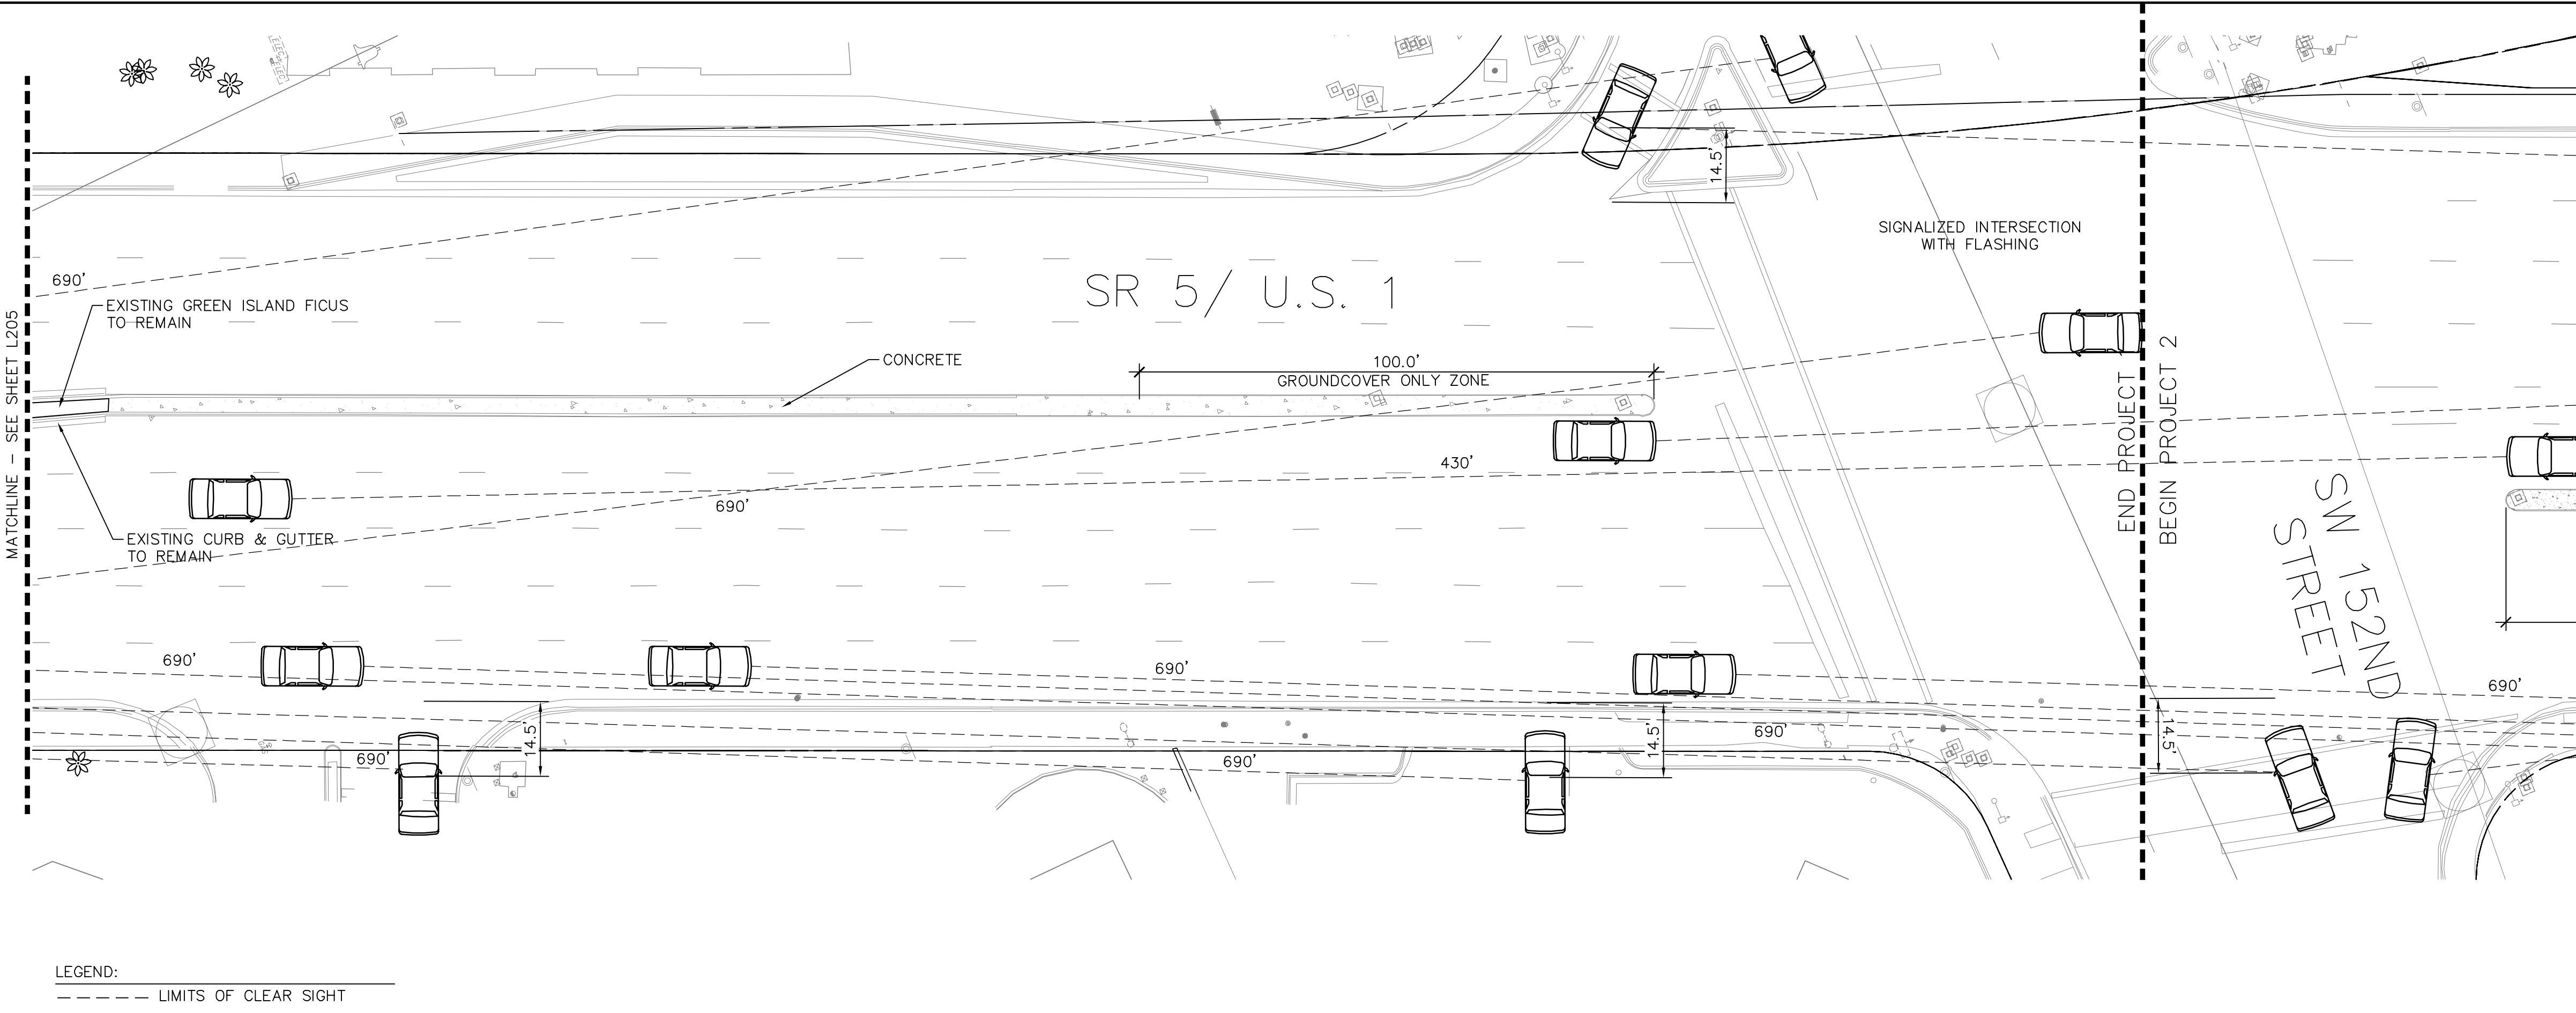 SIGNALIZED INTERSECTION
WITH FLASHING
14.5'
690'
EXISTING GREEN ISLAND FICUS
TO REMAIN
SR 5/ U.S. 1
MATCHLINE - SEE SHEET L205
CONCRETE
100.0'
GROUNDCOVER ONLY ZONE
430'
690'
EXISTING CURB & GUTTER
TO REMAIN
END PROJECT 1
BEGIN PROJECT 2
SW 152ND
STREET
690'
690'
690'
14.5'
14.5'
14.5'
690'
690'
690'
LEGEND:
LIMITS OF CLEAR SIGHT